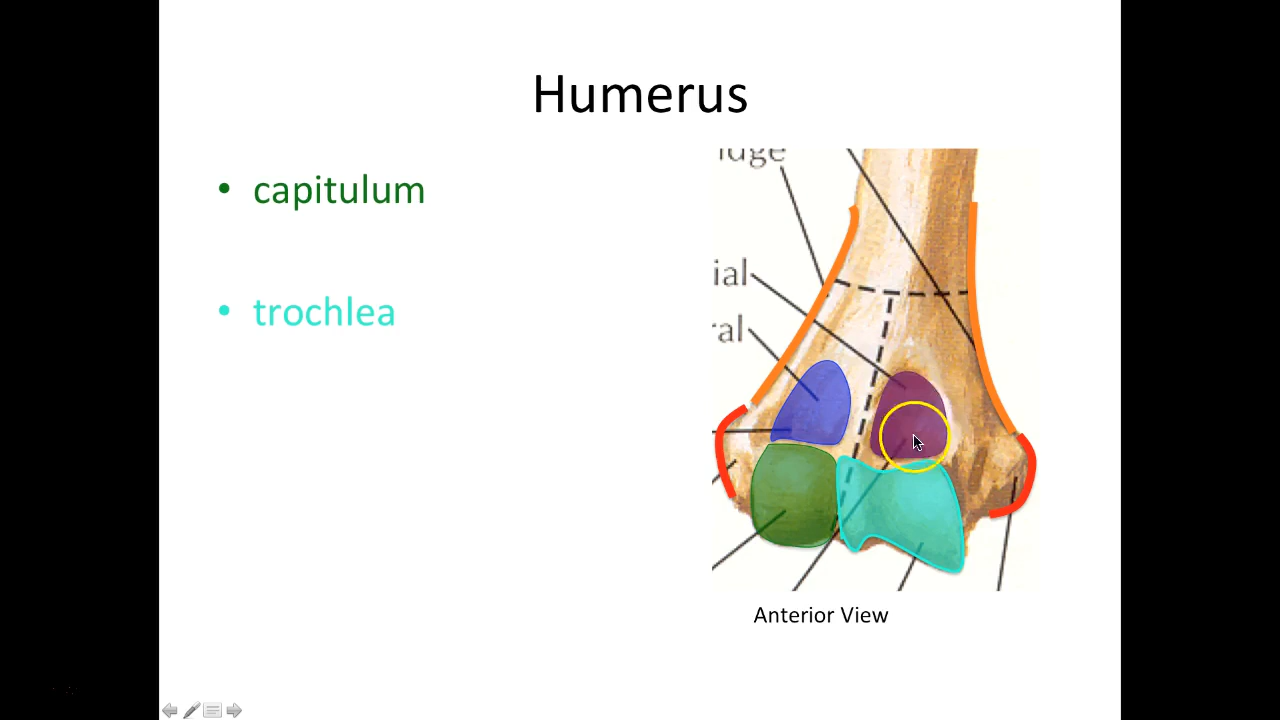 Humerus
• capitulum
• trochlea
ial
ral
Anterior View